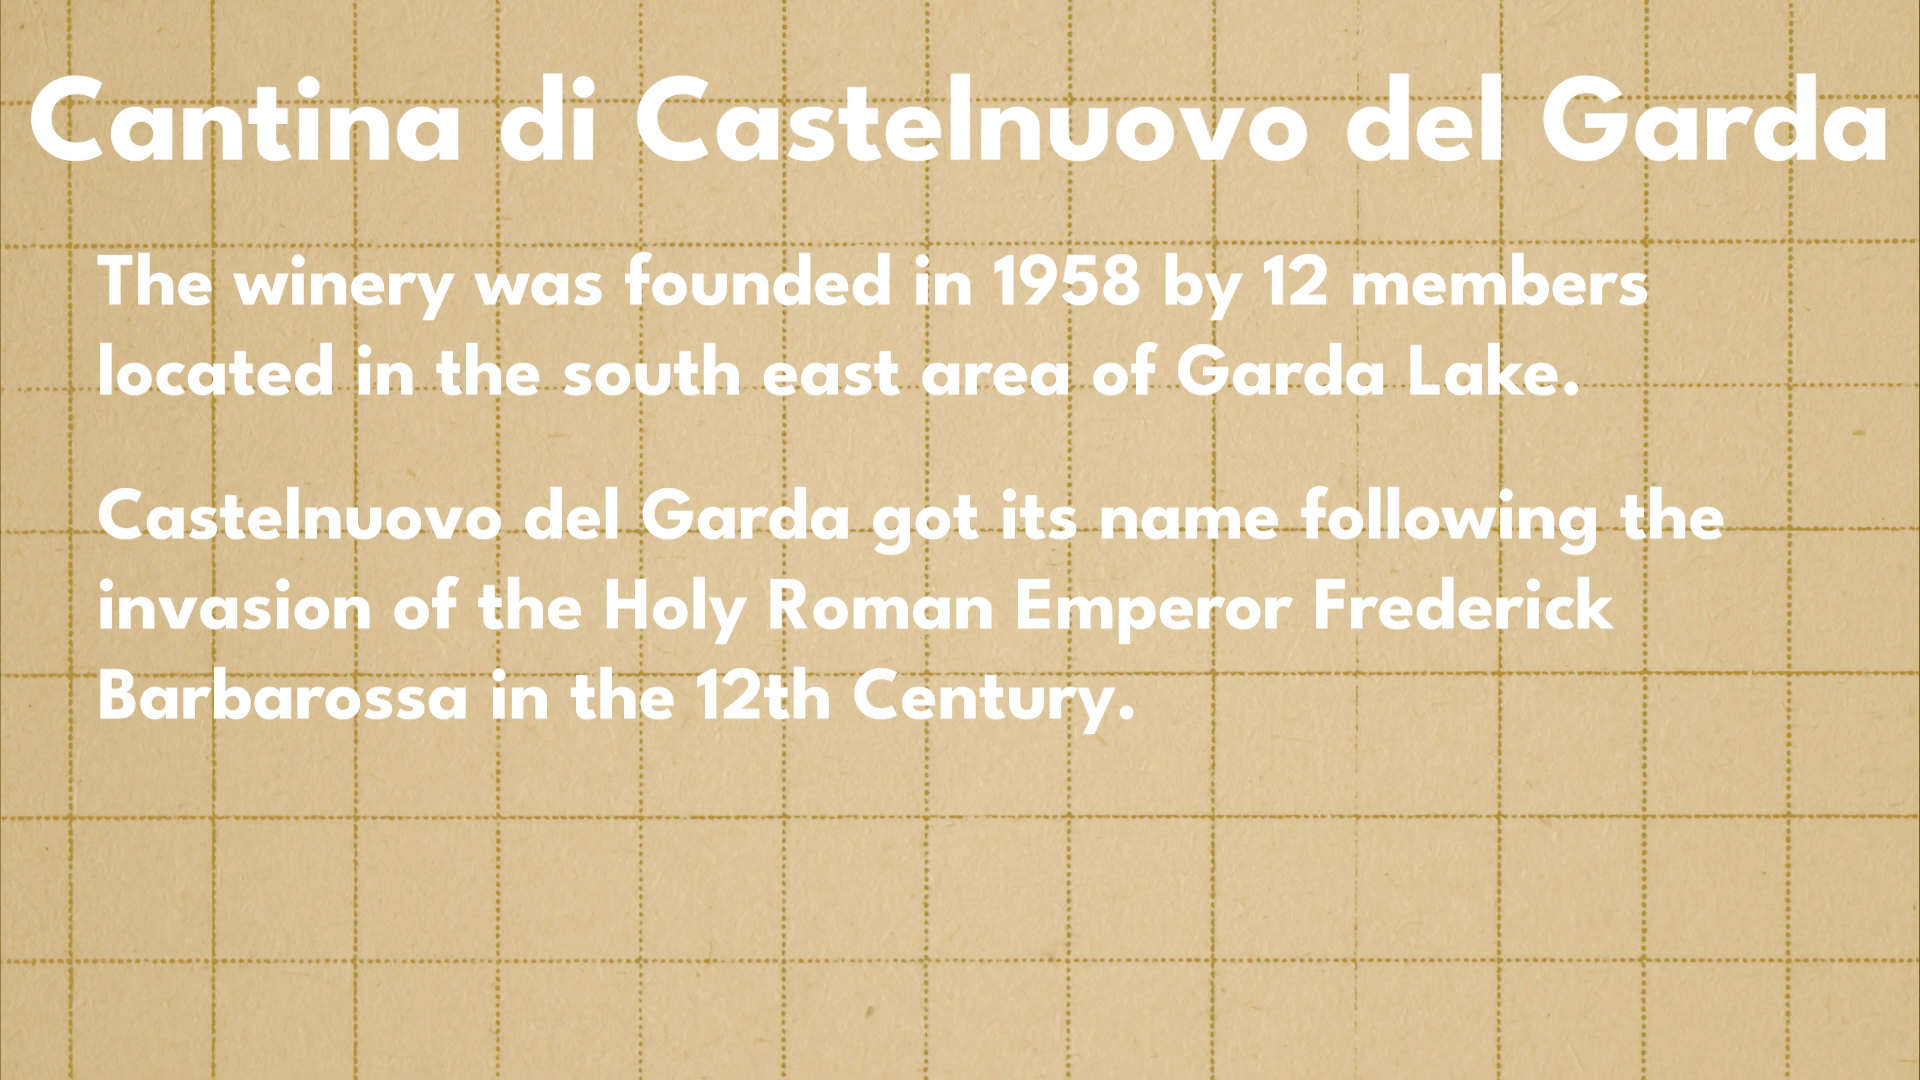 Cantina di Castelnuovo del Garda
The winery was founded in 1958 by 12 members
located in the south east area of Garda Lake.
Castelnuovo del Garda got its name following the
invasion of the Holy Roman Emperor Frederick
Barbarossa in the 12th Century.